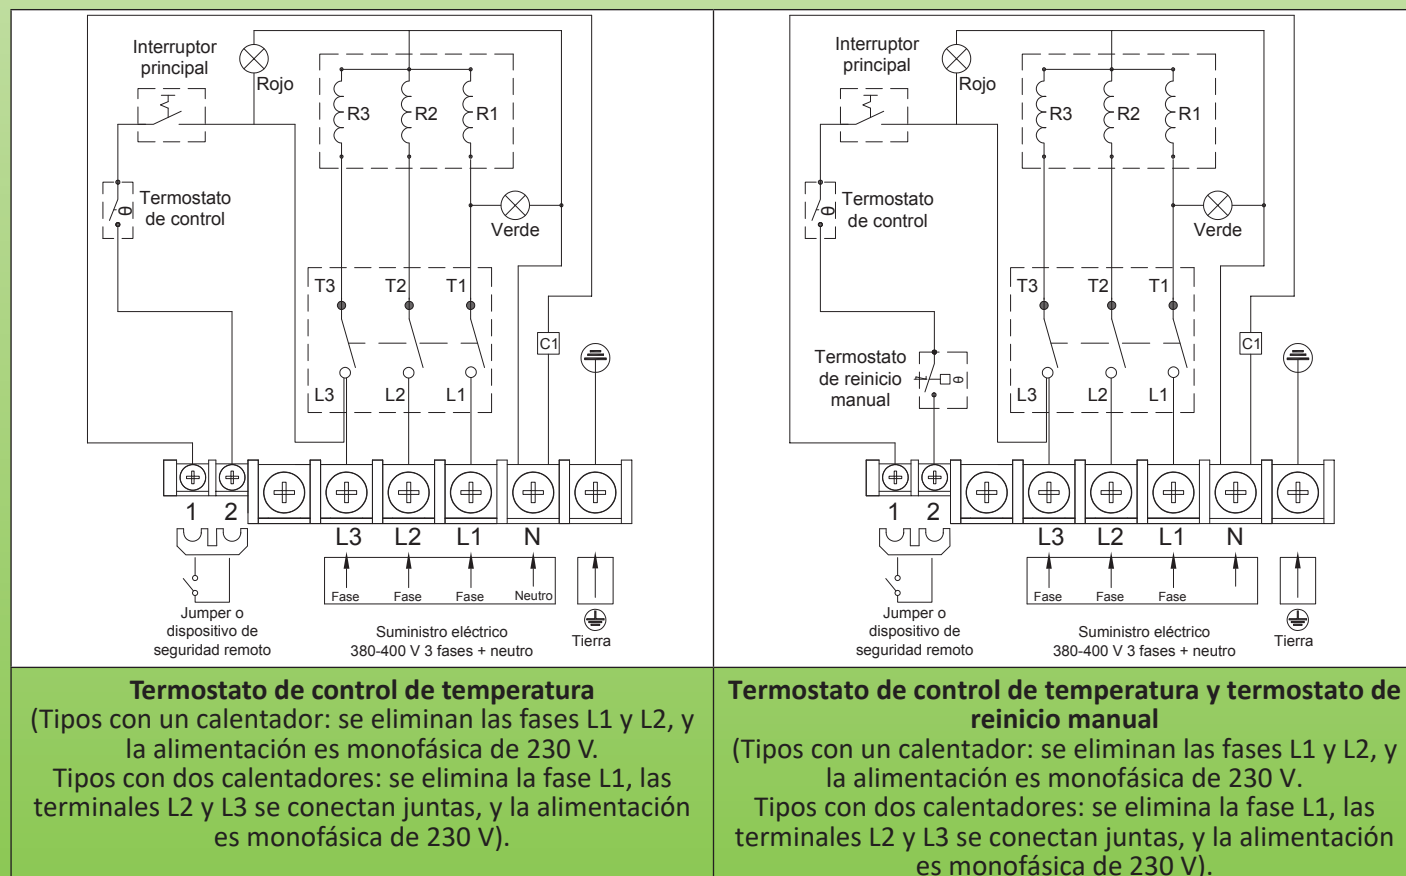 Interruptor
principal
Rojo
R3 R2 R1
Termostato
de control
θ
Verde
T3 T2 T1
C1
L3 L2 L1
1 2 L3 L2 L1 N
Fase Fase Fase Neutro
Jumper o
dispositivo de
seguridad remoto
Suministro eléctrico
380-400 V 3 fases + neutro
Tierra
Termostato de control de temperatura
(Tipos con un calentador: se eliminan las fases L1 y L2, y
la alimentación es monofásica de 230 V.
Tipos con dos calentadores: se elimina la fase L1, las
terminales L2 y L3 se conectan juntas, y la alimentación
es monofásica de 230 V).
Interruptor
principal
Rojo
R3 R2 R1
Termostato
de control
θ
Verde
T3 T2 T1
C1
Termostato
de reinicio
manual
θ
L3 L2 L1
1 2 L3 L2 L1 N
Fase Fase Fase
Jumper o
dispositivo de
seguridad remoto
Suministro eléctrico
380-400 V 3 fases + neutro
Tierra
Termostato de control de temperatura y termostato de
reinicio manual
(Tipos con un calentador: se eliminan las fases L1 y L2, y
la alimentación es monofásica de 230 V.
Tipos con dos calentadores: se elimina la fase L1, las
terminales L2 y L3 se conectan juntas, y la alimentación
es monofásica de 230 V).